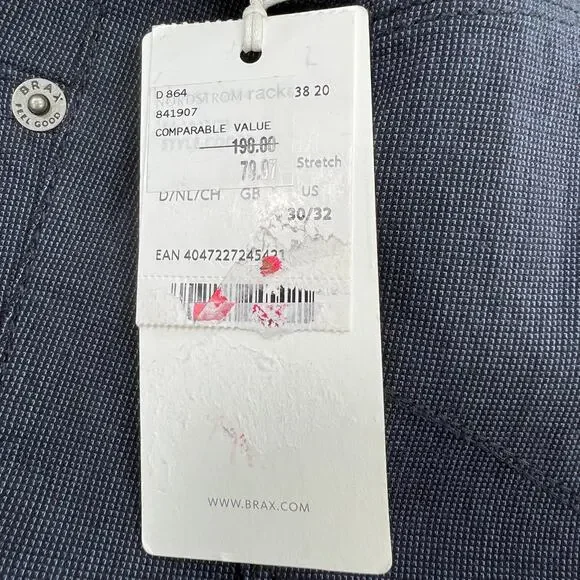 BRAX
FEEL GOOD
D 864
38 20
NORDSTROM rack
841907
COMPARABLE VALUE
198.00
79.97
Stretch
D/NL/CH GB US
30/32
EAN 4047227245421
WWW.BRAX.COM